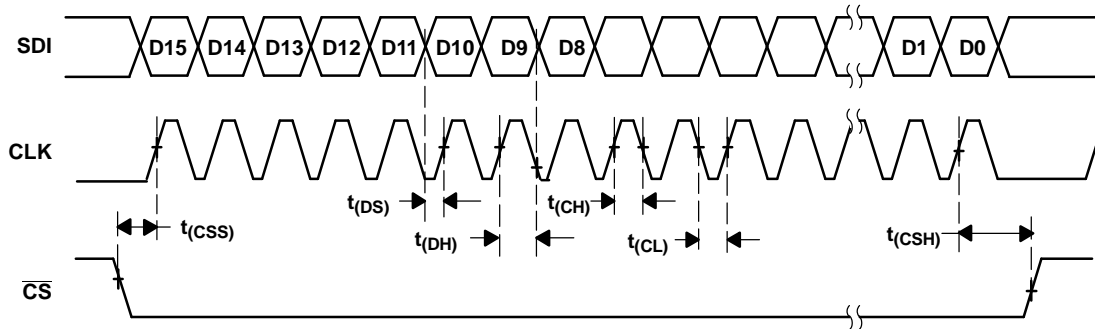 SDI
D15 D14 D13 D12 D11 D10 D9 D8 D1 D0
CLK
t(DS) t(CH)
t(CSS) t(DH) t(CL) t(CSH)
CS